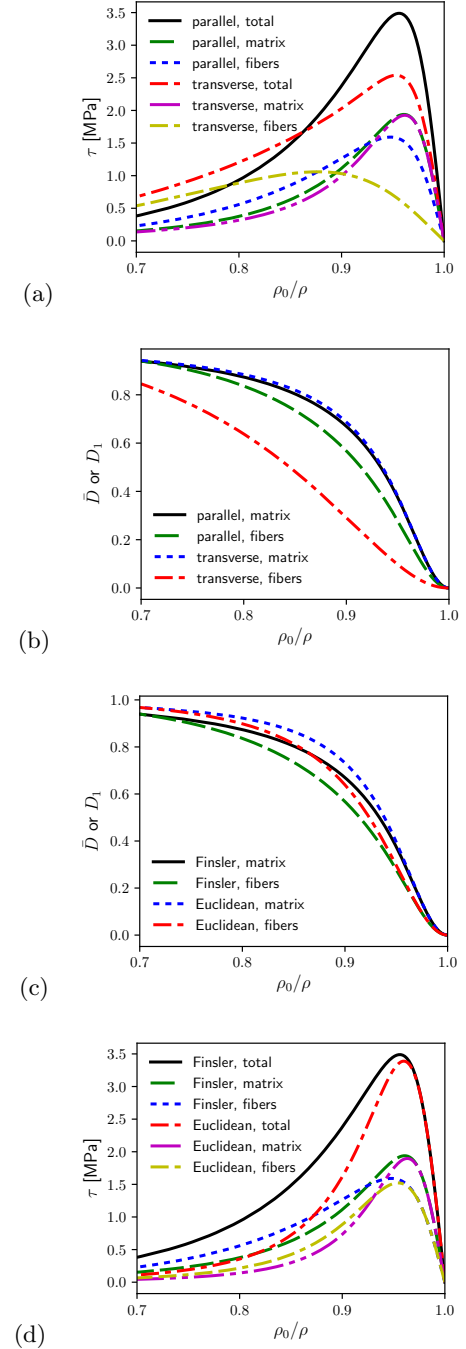 3.5
3.0
2.5
2.0
1.5
1.0
0.5
0.0
τ [MPa]
parallel, total
parallel, matrix
parallel, fibers
transverse, total
transverse, matrix
transverse, fibers
0.7 0.8 0.9 1.0
ρ₀/ρ
(a)
0.8
0.6
0.4
0.2
0.0
D̄ or D₁
parallel, matrix
parallel, fibers
transverse, matrix
transverse, fibers
0.7 0.8 0.9 1.0
ρ₀/ρ
(b)
1.0
0.8
0.6
0.4
0.2
0.0
D̄ or D₁
Finsler, matrix
Finsler, fibers
Euclidean, matrix
Euclidean, fibers
0.7 0.8 0.9 1.0
ρ₀/ρ
(c)
3.5
3.0
2.5
2.0
1.5
1.0
0.5
0.0
τ [MPa]
Finsler, total
Finsler, matrix
Finsler, fibers
Euclidean, total
Euclidean, matrix
Euclidean, fibers
0.7 0.8 0.9 1.0
ρ₀/ρ
(d)